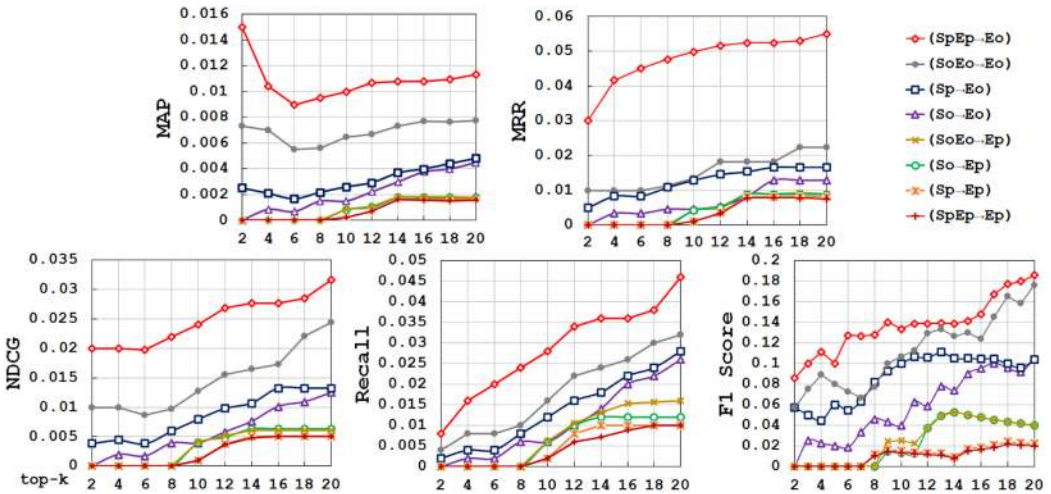 0.016
0.014
0.012
0.01
0.008
0.006
0.004
0.002
0
MAP
2 4 6 8 10 12 14 16 18 20
0.06
0.05
0.04
0.03
0.02
0.01
0
MRR
2 4 6 8 10 12 14 16 18 20
(SpEp→Eo)
(SoEo→Eo)
(Sp→Eo)
(So→Eo)
(SoEo→Ep)
(So→Ep)
(Sp→Ep)
(SpEp→Ep)
0.035
0.03
0.025
0.02
0.015
0.01
0.005
0
NDCG
top-k
2 4 6 8 10 12 14 16 18 20
0.05
0.045
0.04
0.035
0.03
0.025
0.02
0.015
0.01
0.005
0
Recall
2 4 6 8 10 12 14 16 18 20
0.2
0.18
0.16
0.14
0.12
0.1
0.08
0.06
0.04
0.02
0
F1 Score
2 4 6 8 10 12 14 16 18 20